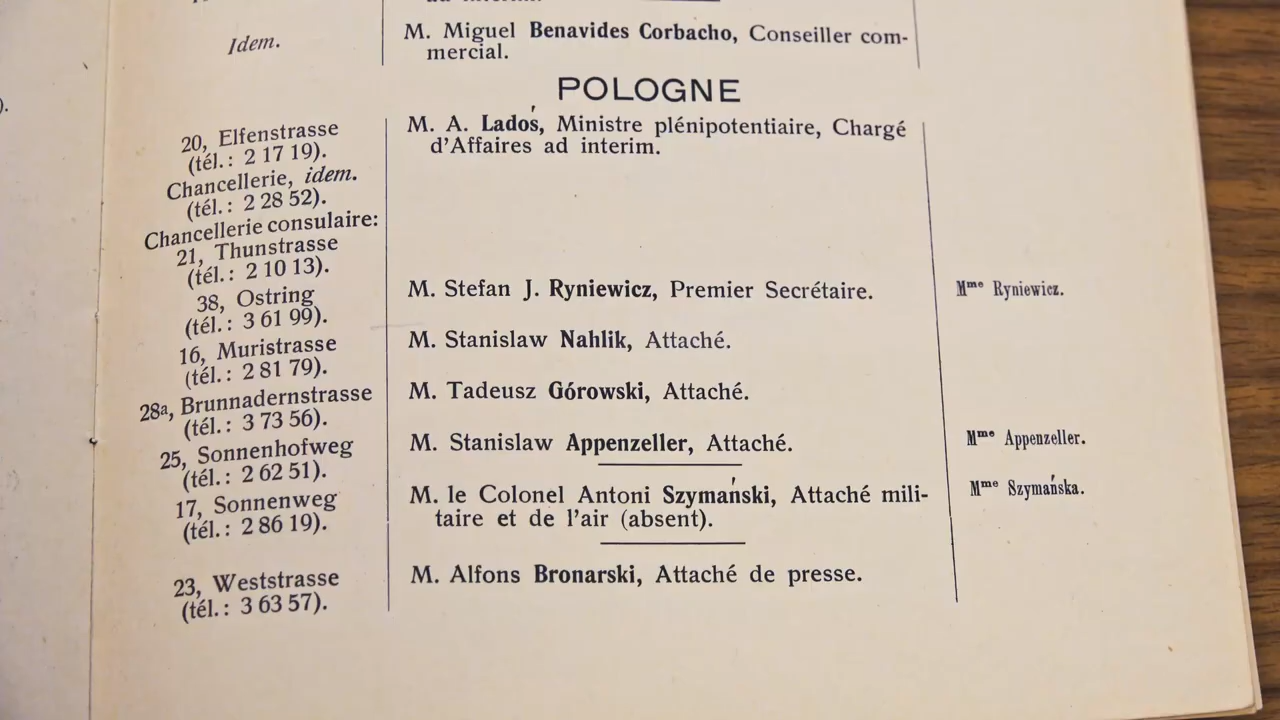 Idem.
M. Miguel Benavides Corbacho, Conseiller com-
mercial.
POLOGNE
20, Elfenstrasse
(tél.: 2 17 19).
Chancellerie, idem.
(tél.: 2 28 52).
Chancellerie consulaire:
21, Thunstrasse
(tél.: 2 10 13).
M. A. Ladoś, Ministre plénipotentiaire, Chargé
d'Affaires ad interim.
38, Ostring
(tél.: 3 61 99).
M. Stefan J. Ryniewicz, Premier Secrétaire.
Mme Ryniewicz.
16, Muristrasse
(tél.: 2 81 79).
M. Stanislaw Nahlik, Attaché.
28a, Brunnadernstrasse
(tél.: 3 73 56).
M. Tadeusz Górowski, Attaché.
25, Sonnenhofweg
(tél.: 2 62 51).
M. Stanislaw Appenzeller, Attaché.
Mme Appenzeller.
17, Sonnenweg
(tél.: 2 86 19).
M. le Colonel Antoni Szymański, Attaché mili-
taire et de l'air (absent).
Mme Szymańska.
23, Weststrasse
(tél.: 3 63 57).
M. Alfons Bronarski, Attaché de presse.